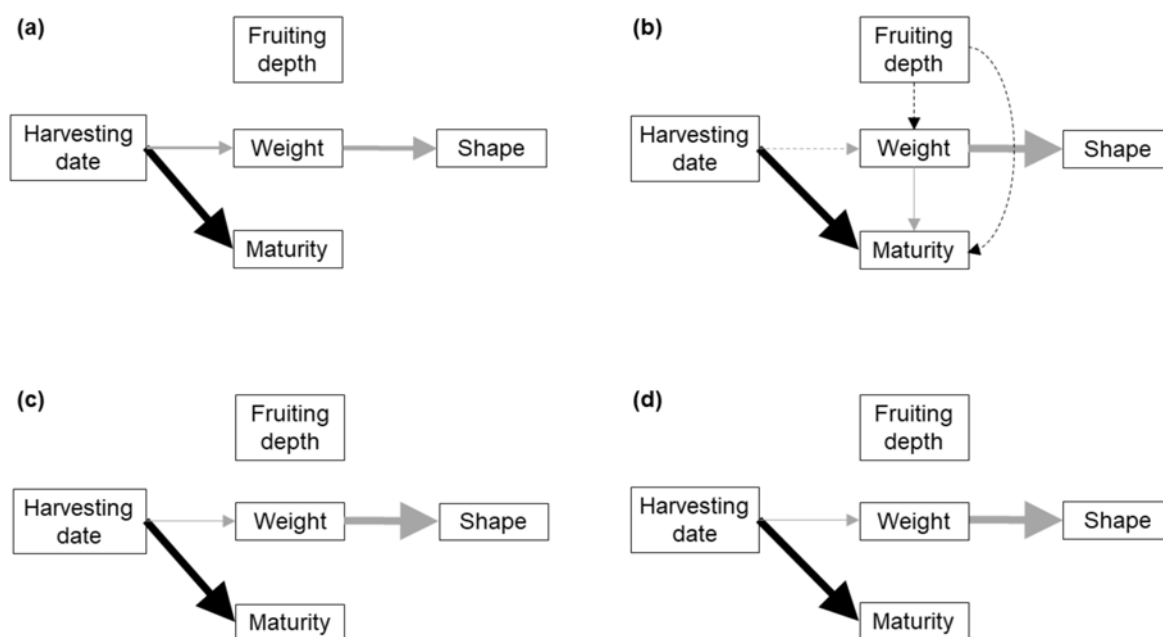 (a)
Fruiting
depth
Harvesting
date
Weight
Shape
Maturity
(b)
Fruiting
depth
Harvesting
date
Weight
Shape
Maturity
(c)
Fruiting
depth
Harvesting
date
Weight
Shape
Maturity
(d)
Fruiting
depth
Harvesting
date
Weight
Shape
Maturity